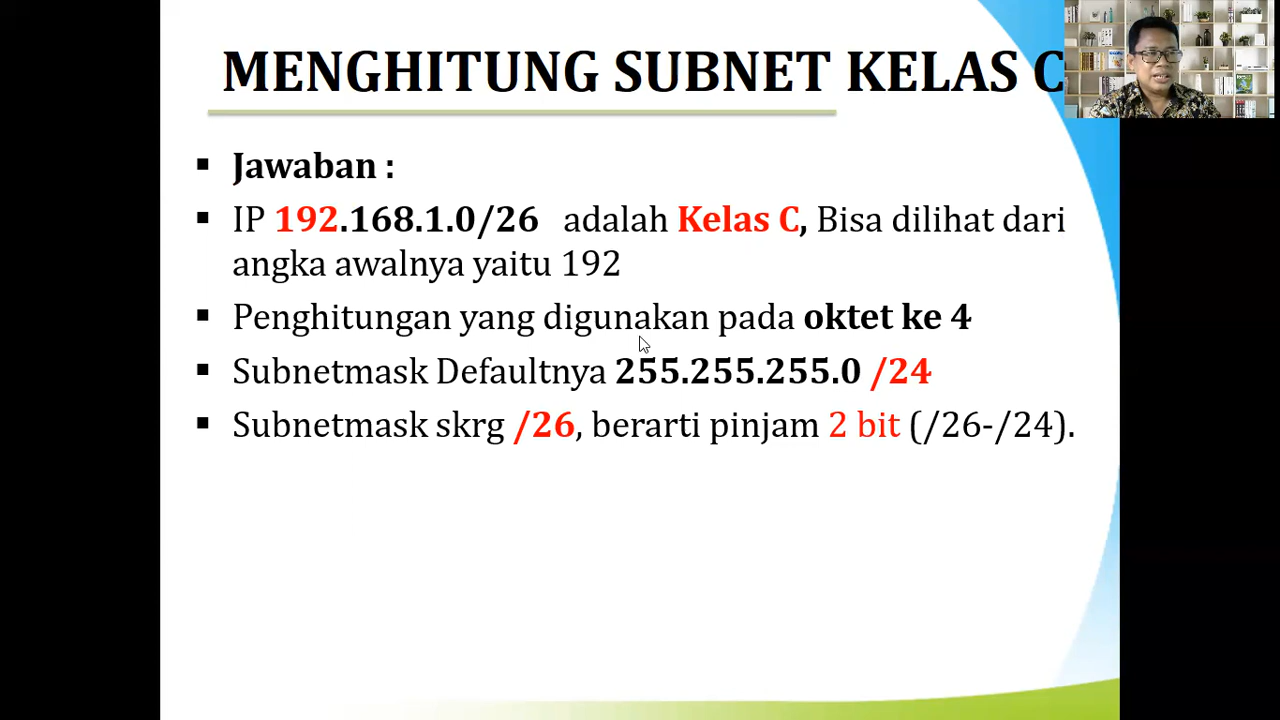 MENGHITUNG SUBNET KELAS C
▪ Jawaban :
▪ IP 192.168.1.0/26 adalah Kelas C, Bisa dilihat dari
angka awalnya yaitu 192
▪ Penghitungan yang digunakan pada oktet ke 4
▪ Subnetmask Defaultnya 255.255.255.0 /24
▪ Subnetmask skrg /26, berarti pinjam 2 bit (/26-/24).